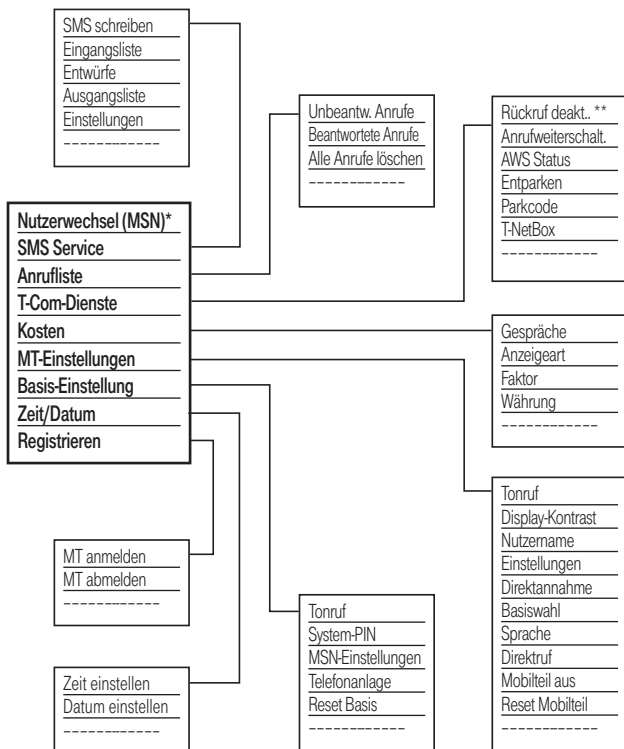 SMS schreiben
Eingangsliste
Entwürfe
Ausgangsliste
Einstellungen
------------
Unbeantw. Anrufe
Beantwortete Anrufe
Alle Anrufe löschen
------------
Rückruf deakt.. **
Anrufweiterschalt.
AWS Status
Entparken
Parkcode
T-NetBox
------------
Nutzerwechsel (MSN)*
SMS Service
Anrufliste
T-Com-Dienste
Kosten
MT-Einstellungen
Basis-Einstellung
Zeit/Datum
Registrieren
Gespräche
Anzeigeart
Faktor
Währung
------------
Tonruf
Display-Kontrast
Nutzername
Einstellungen
Direktannahme
Basiswahl
Sprache
Direktruf
Mobilteil aus
Reset Mobilteil
------------
MT anmelden
MT abmelden
------------
Tonruf
System-PIN
MSN-Einstellungen
Telefonanlage
Reset Basis
------------
Zeit einstellen
Datum einstellen
------------